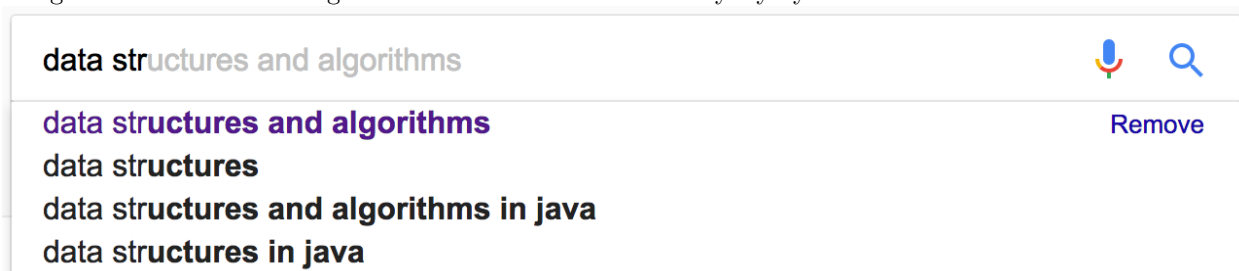 data structures and algorithms
data structures and algorithms Remove
data structures
data structures and algorithms in java
data structures in java